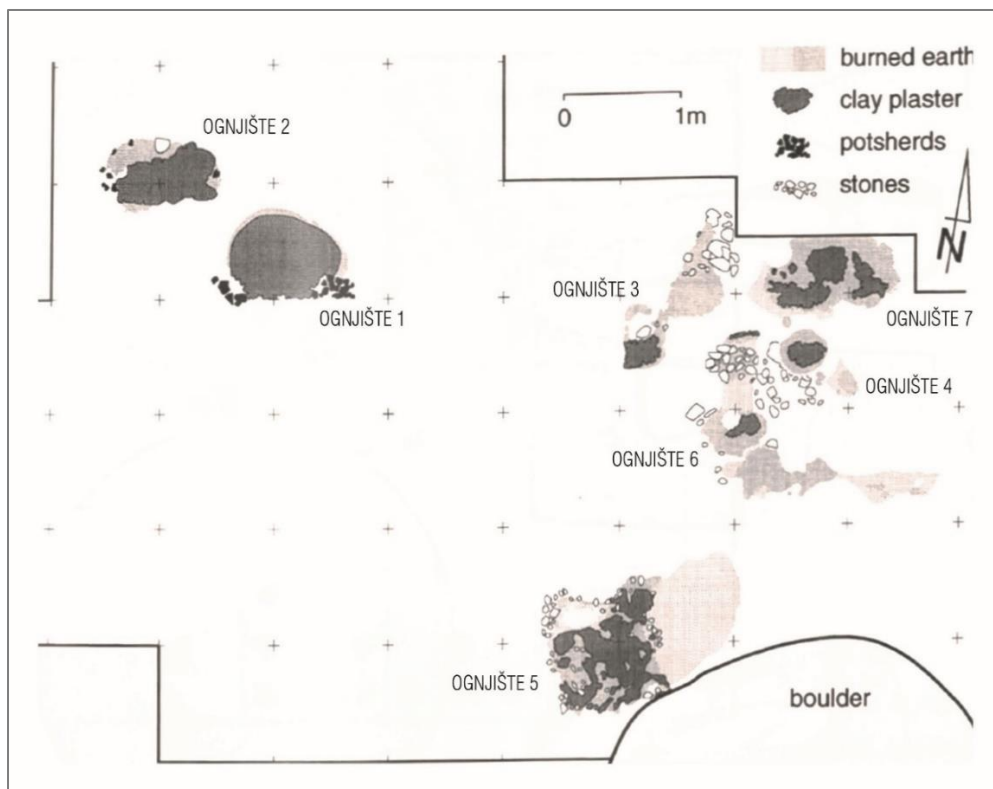 burned earth
clay plaster
potsherds
stones
0 1m
N
OGNJIŠTE 2
OGNJIŠTE 1
OGNJIŠTE 3
OGNJIŠTE 7
OGNJIŠTE 4
OGNJIŠTE 6
OGNJIŠTE 5
boulder